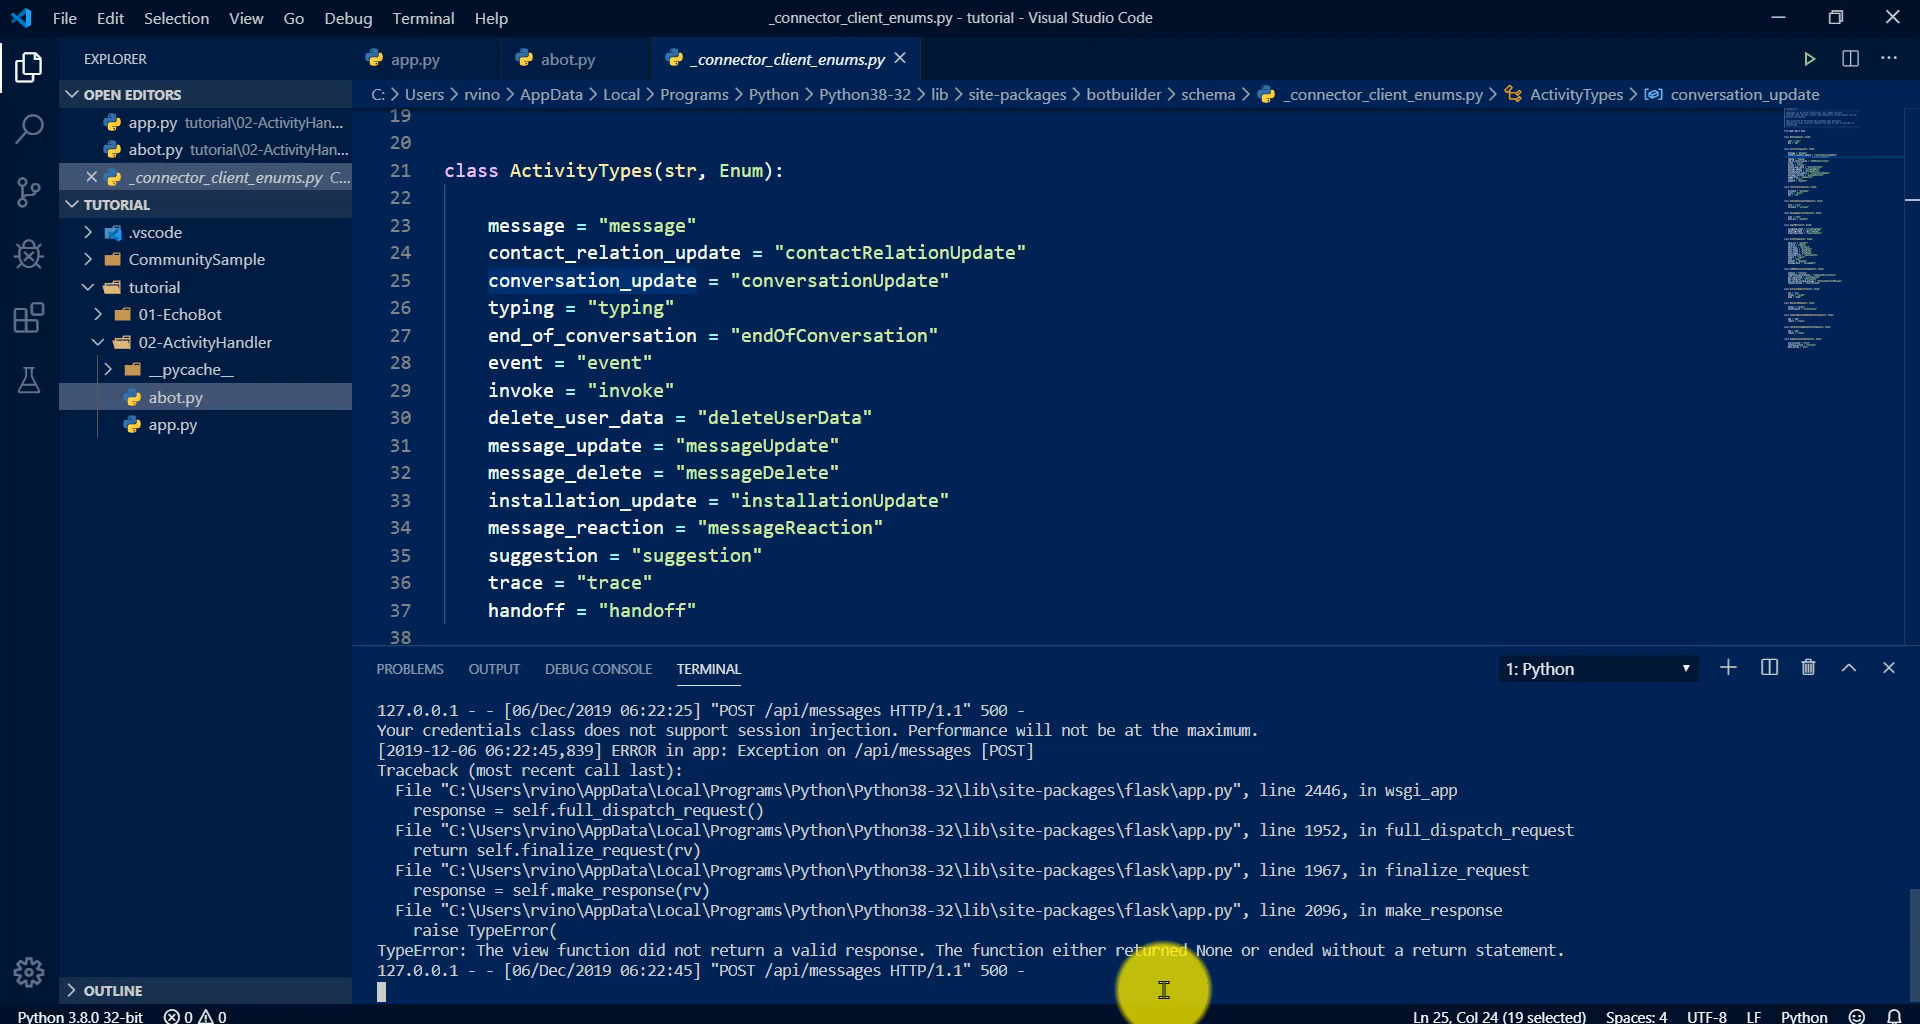 File Edit Selection View Go Debug Terminal Help _connector_client_enums.py - tutorial - Visual Studio Code
EXPLORER
OPEN EDITORS
app.py tutorial\02-ActivityHan...
abot.py tutorial\02-ActivityHan...
_connector_client_enums.py C...
TUTORIAL
.vscode
CommunitySample
tutorial
01-EchoBot
02-ActivityHandler
__pycache__
abot.py
app.py
OUTLINE
app.py abot.py _connector_client_enums.py
C: > Users > rvino > AppData > Local > Programs > Python > Python38-32 > lib > site-packages > botbuilder > schema > _connector_client_enums.py > ActivityTypes > conversation_update
19
20
21 class ActivityTypes(str, Enum):
22
23 message = "message"
24 contact_relation_update = "contactRelationUpdate"
25 conversation_update = "conversationUpdate"
26 typing = "typing"
27 end_of_conversation = "endOfConversation"
28 event = "event"
29 invoke = "invoke"
30 delete_user_data = "deleteUserData"
31 message_update = "messageUpdate"
32 message_delete = "messageDelete"
33 installation_update = "installationUpdate"
34 message_reaction = "messageReaction"
35 suggestion = "suggestion"
36 trace = "trace"
37 handoff = "handoff"
38
PROBLEMS OUTPUT DEBUG CONSOLE TERMINAL 1: Python
127.0.0.1 - - [06/Dec/2019 06:22:25] "POST /api/messages HTTP/1.1" 500 -
Your credentials class does not support session injection. Performance will not be at the maximum.
[2019-12-06 06:22:45,839] ERROR in app: Exception on /api/messages [POST]
Traceback (most recent call last):
File "C:\Users\rvino\AppData\Local\Programs\Python\Python38-32\lib\site-packages\flask\app.py", line 2446, in wsgi_app
response = self.full_dispatch_request()
File "C:\Users\rvino\AppData\Local\Programs\Python\Python38-32\lib\site-packages\flask\app.py", line 1952, in full_dispatch_request
return self.finalize_request(rv)
File "C:\Users\rvino\AppData\Local\Programs\Python\Python38-32\lib\site-packages\flask\app.py", line 1967, in finalize_request
response = self.make_response(rv)
File "C:\Users\rvino\AppData\Local\Programs\Python\Python38-32\lib\site-packages\flask\app.py", line 2096, in make_response
raise TypeError(
TypeError: The view function did not return a valid response. The function either returned None or ended without a return statement.
127.0.0.1 - - [06/Dec/2019 06:22:45] "POST /api/messages HTTP/1.1" 500 -
Python 3.8.0 32-bit 0 0 Ln 25, Col 24 (19 selected) Spaces: 4 UTF-8 LF Python